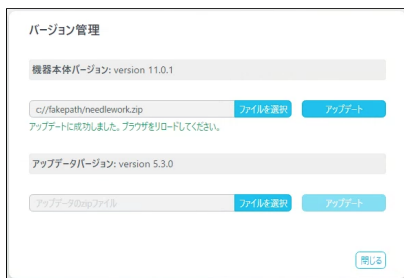 バージョン管理
機器本体バージョン: version 11.0.1
c://fakepath/needlework.zip ファイルを選択 アップデート
アップデートに成功しました。ブラウザをリロードしてください。
アップデータバージョン: version 5.3.0
アップデータのzipファイル ファイルを選択 アップデート
閉じる